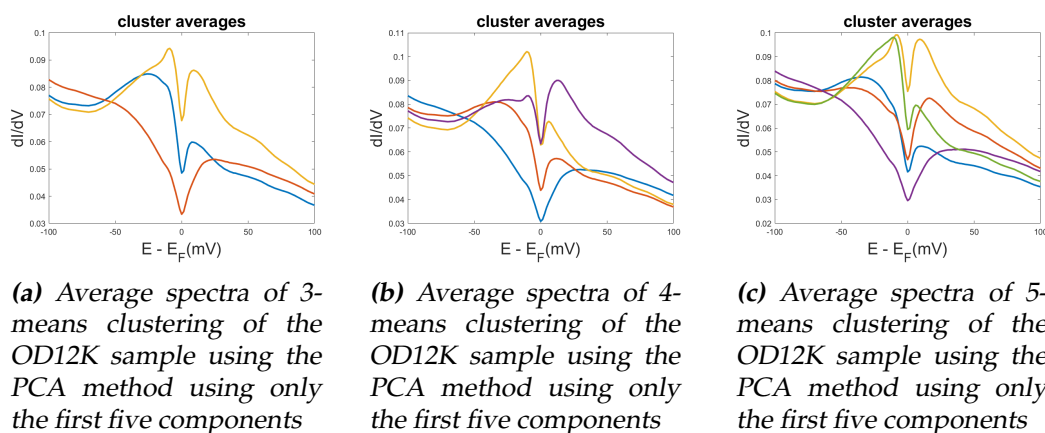 cluster averages
0.1
0.09
0.08
0.07
0.06
0.05
0.04
0.03
dI/dV
-100
-50
0
50
100
E - E_F(mV)
(a) Average spectra of 3-
means clustering of the
OD12K sample using the
PCA method using only
the first five components
cluster averages
0.11
0.1
0.09
0.08
0.07
0.06
0.05
0.04
0.03
dI/dV
-100
-50
0
50
100
E - E_F(mV)
(b) Average spectra of 4-
means clustering of the
OD12K sample using the
PCA method using only
the first five components
cluster averages
0.1
0.09
0.08
0.07
0.06
0.05
0.04
0.03
0.02
dI/dV
-100
-50
0
50
100
E - E_F(mV)
(c) Average spectra of 5-
means clustering of the
OD12K sample using the
PCA method using only
the first five components